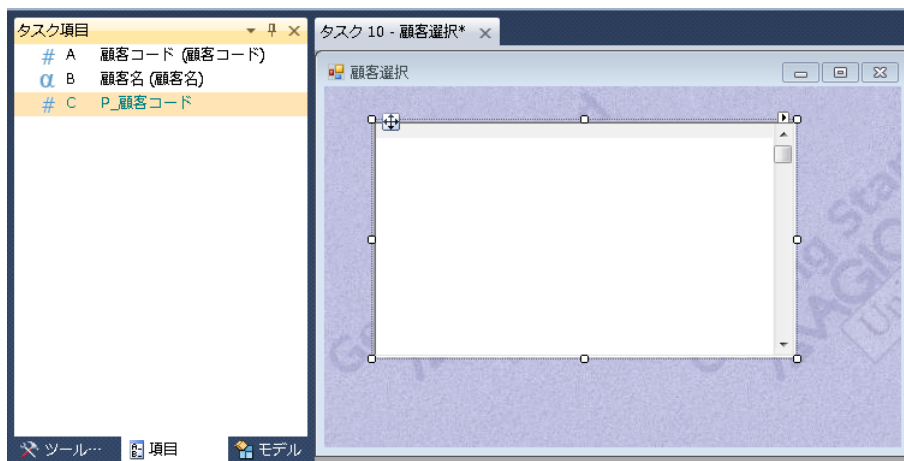 タスク項目
# A 顧客コード (顧客コード)
α B 顧客名 (顧客名)
# C P_顧客コード
ツール…
項目
モデル
タスク 10 - 顧客選択*
顧客選択